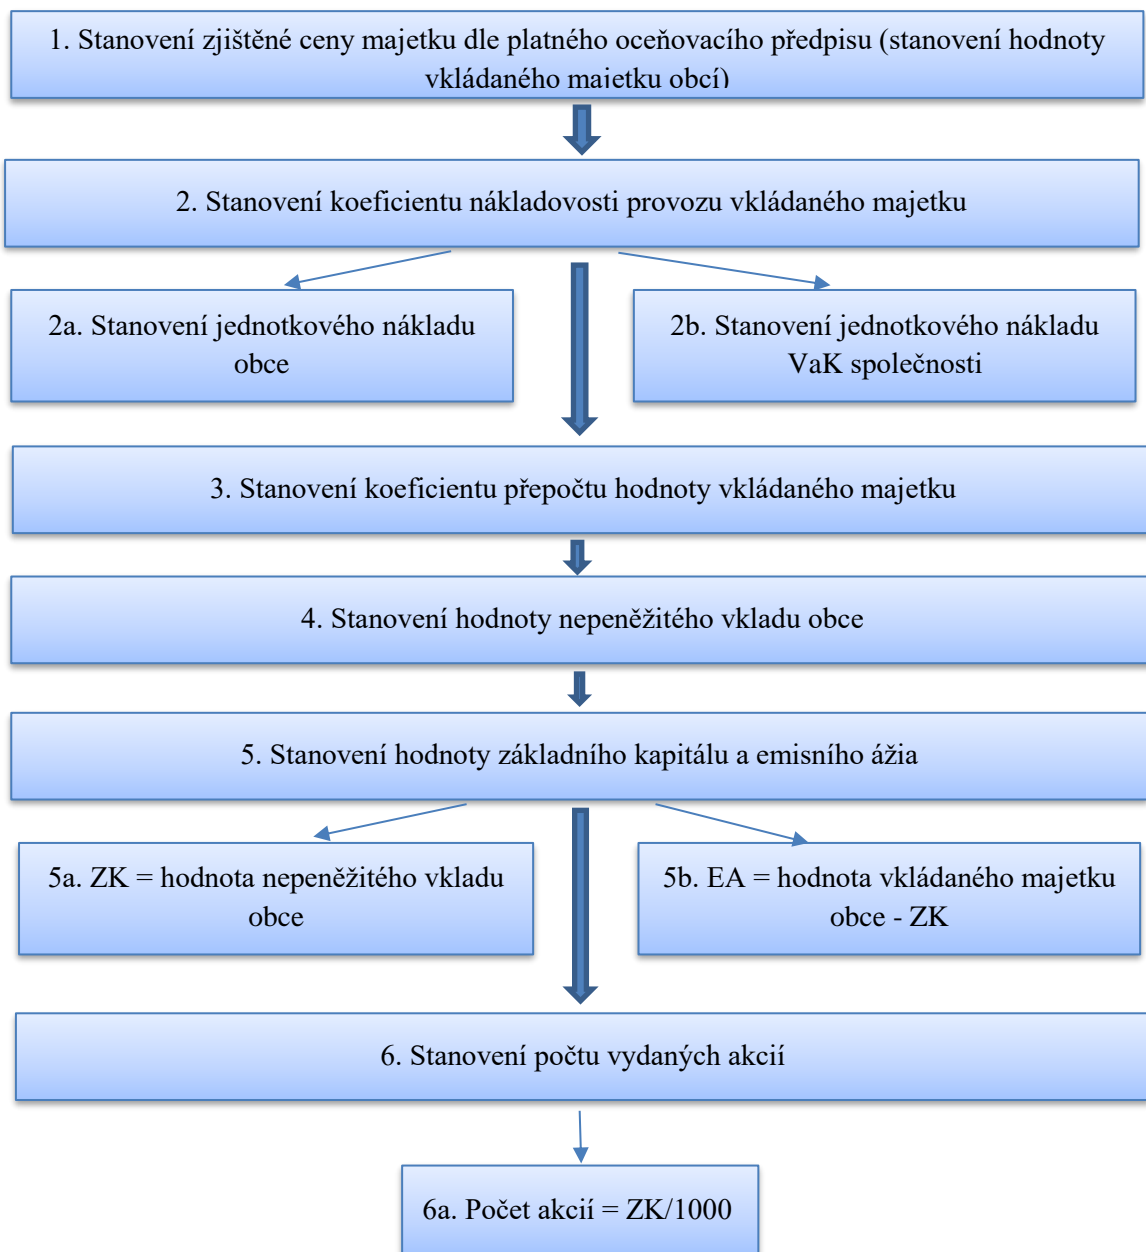 1. Stanovení zjištěné ceny majetku dle platného oceňovacího předpisu (stanovení hodnoty
vkládaného majetku obcí)
2. Stanovení koeficientu nákladovosti provozu vkládaného majetku
2a. Stanovení jednotkového nákladu
obce
2b. Stanovení jednotkového nákladu
VaK společnosti
3. Stanovení koeficientu přepočtu hodnoty vkládaného majetku
4. Stanovení hodnoty nepeněžitého vkladu obce
5. Stanovení hodnoty základního kapitálu a emisního ážia
5a. ZK = hodnota nepeněžitého vkladu
obce
5b. EA = hodnota vkládaného majetku
obce - ZK
6. Stanovení počtu vydaných akcií
6a. Počet akcií = ZK/1000